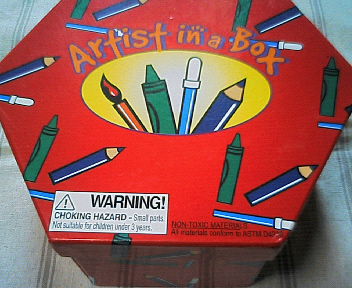 Artist in a Box
WARNING!
CHOKING HAZARD – Small parts.
Not suitable for children under 3 years.
NON-TOXIC MATERIALS
All materials conform to ASTM